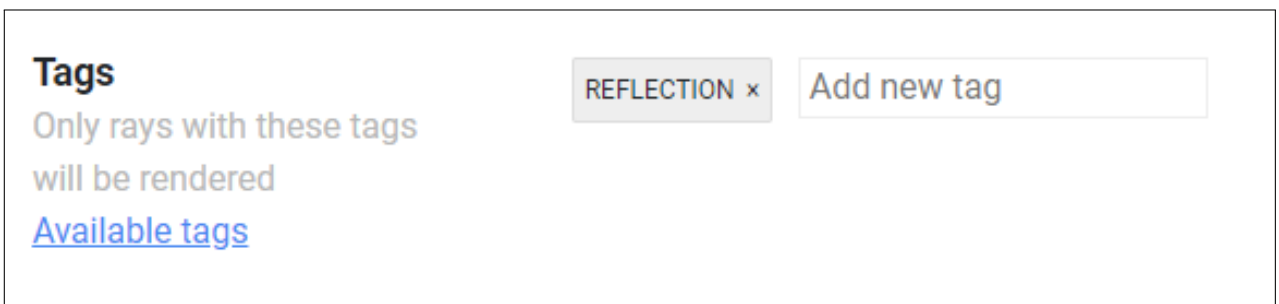 Tags
REFLECTION × Add new tag
Only rays with these tags
will be rendered
Available tags